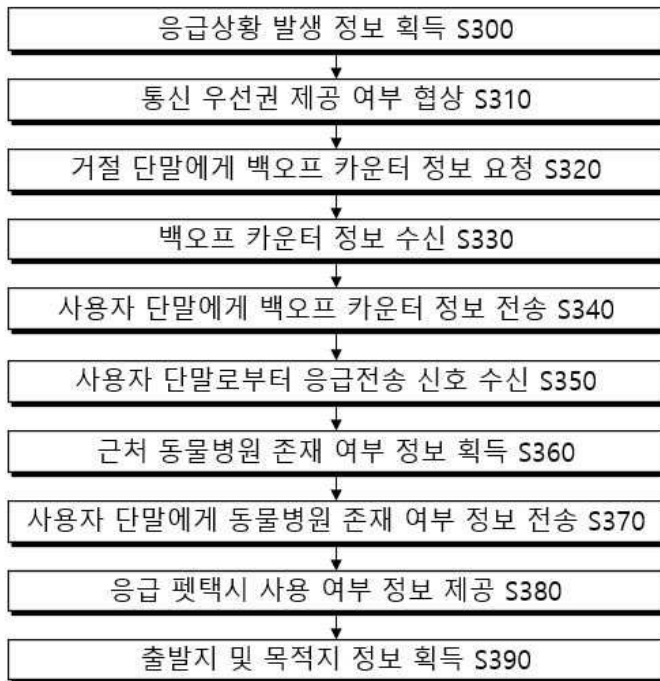 응급상황 발생 정보 획득 S300
통신 우선권 제공 여부 협상 S310
거절 단말에게 백오프 카운터 정보 요청 S320
백오프 카운터 정보 수신 S330
사용자 단말에게 백오프 카운터 정보 전송 S340
사용자 단말로부터 응급전송 신호 수신 S350
근처 동물병원 존재 여부 정보 획득 S360
사용자 단말에게 동물병원 존재 여부 정보 전송 S370
응급 펫택시 사용 여부 정보 제공 S380
출발지 및 목적지 정보 획득 S390